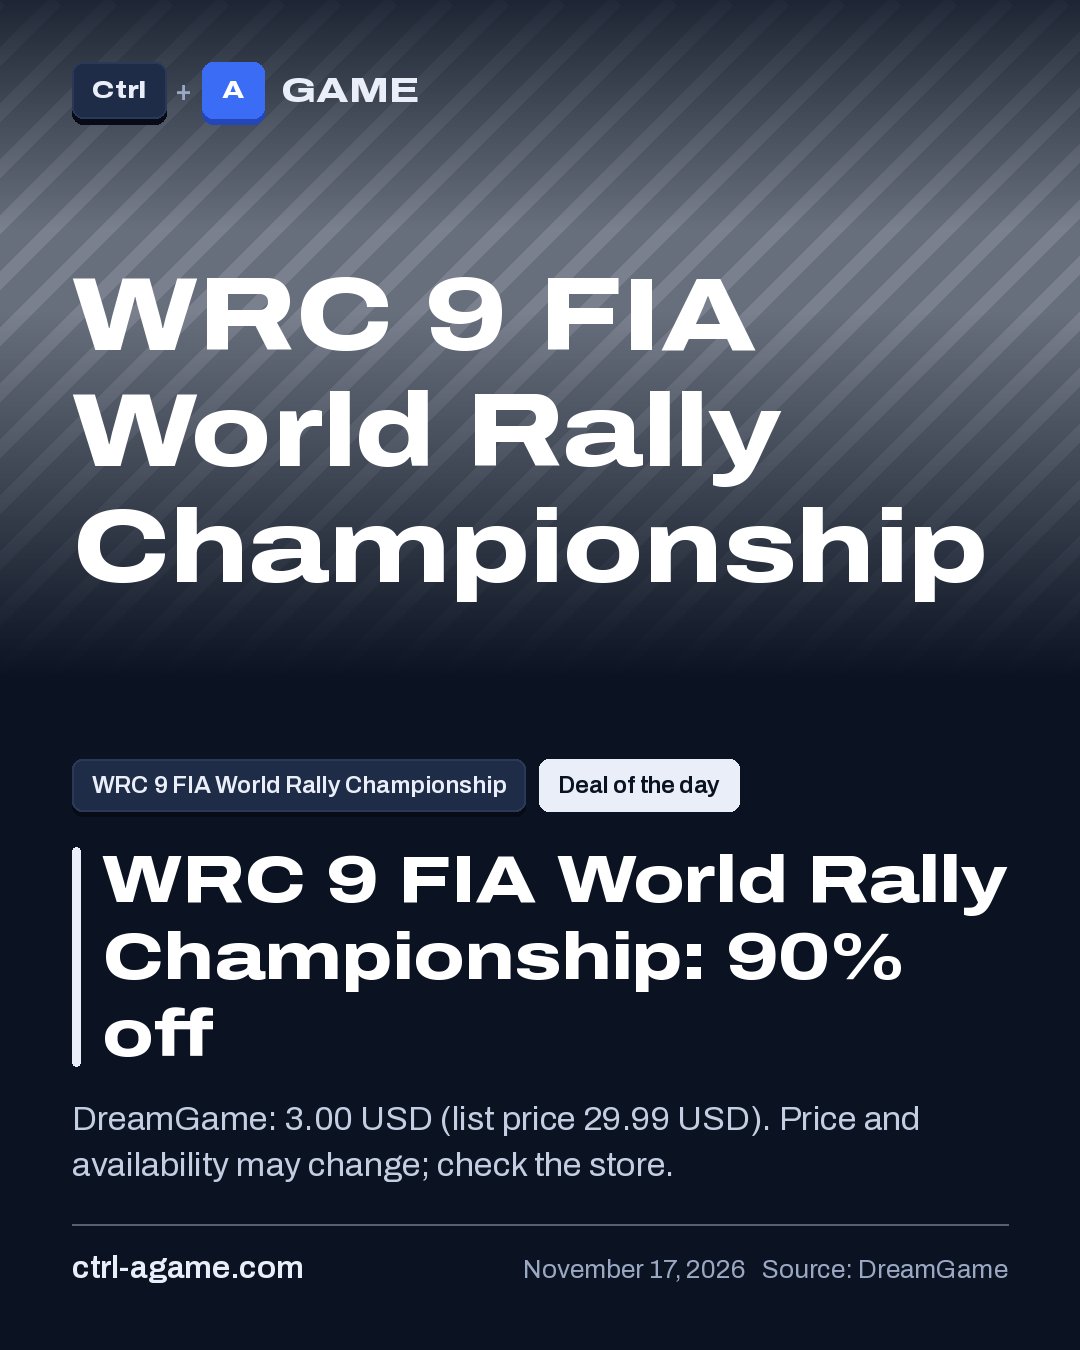 Ctrl + A GAME
WRC 9 FIA
World Rally
Championship
WRC 9 FIA World Rally Championship
Deal of the day
WRC 9 FIA World Rally
Championship: 90%
off
DreamGame: 3.00 USD (list price 29.99 USD). Price and
availability may change; check the store.
ctrl-agame.com
November 17, 2026 Source: DreamGame